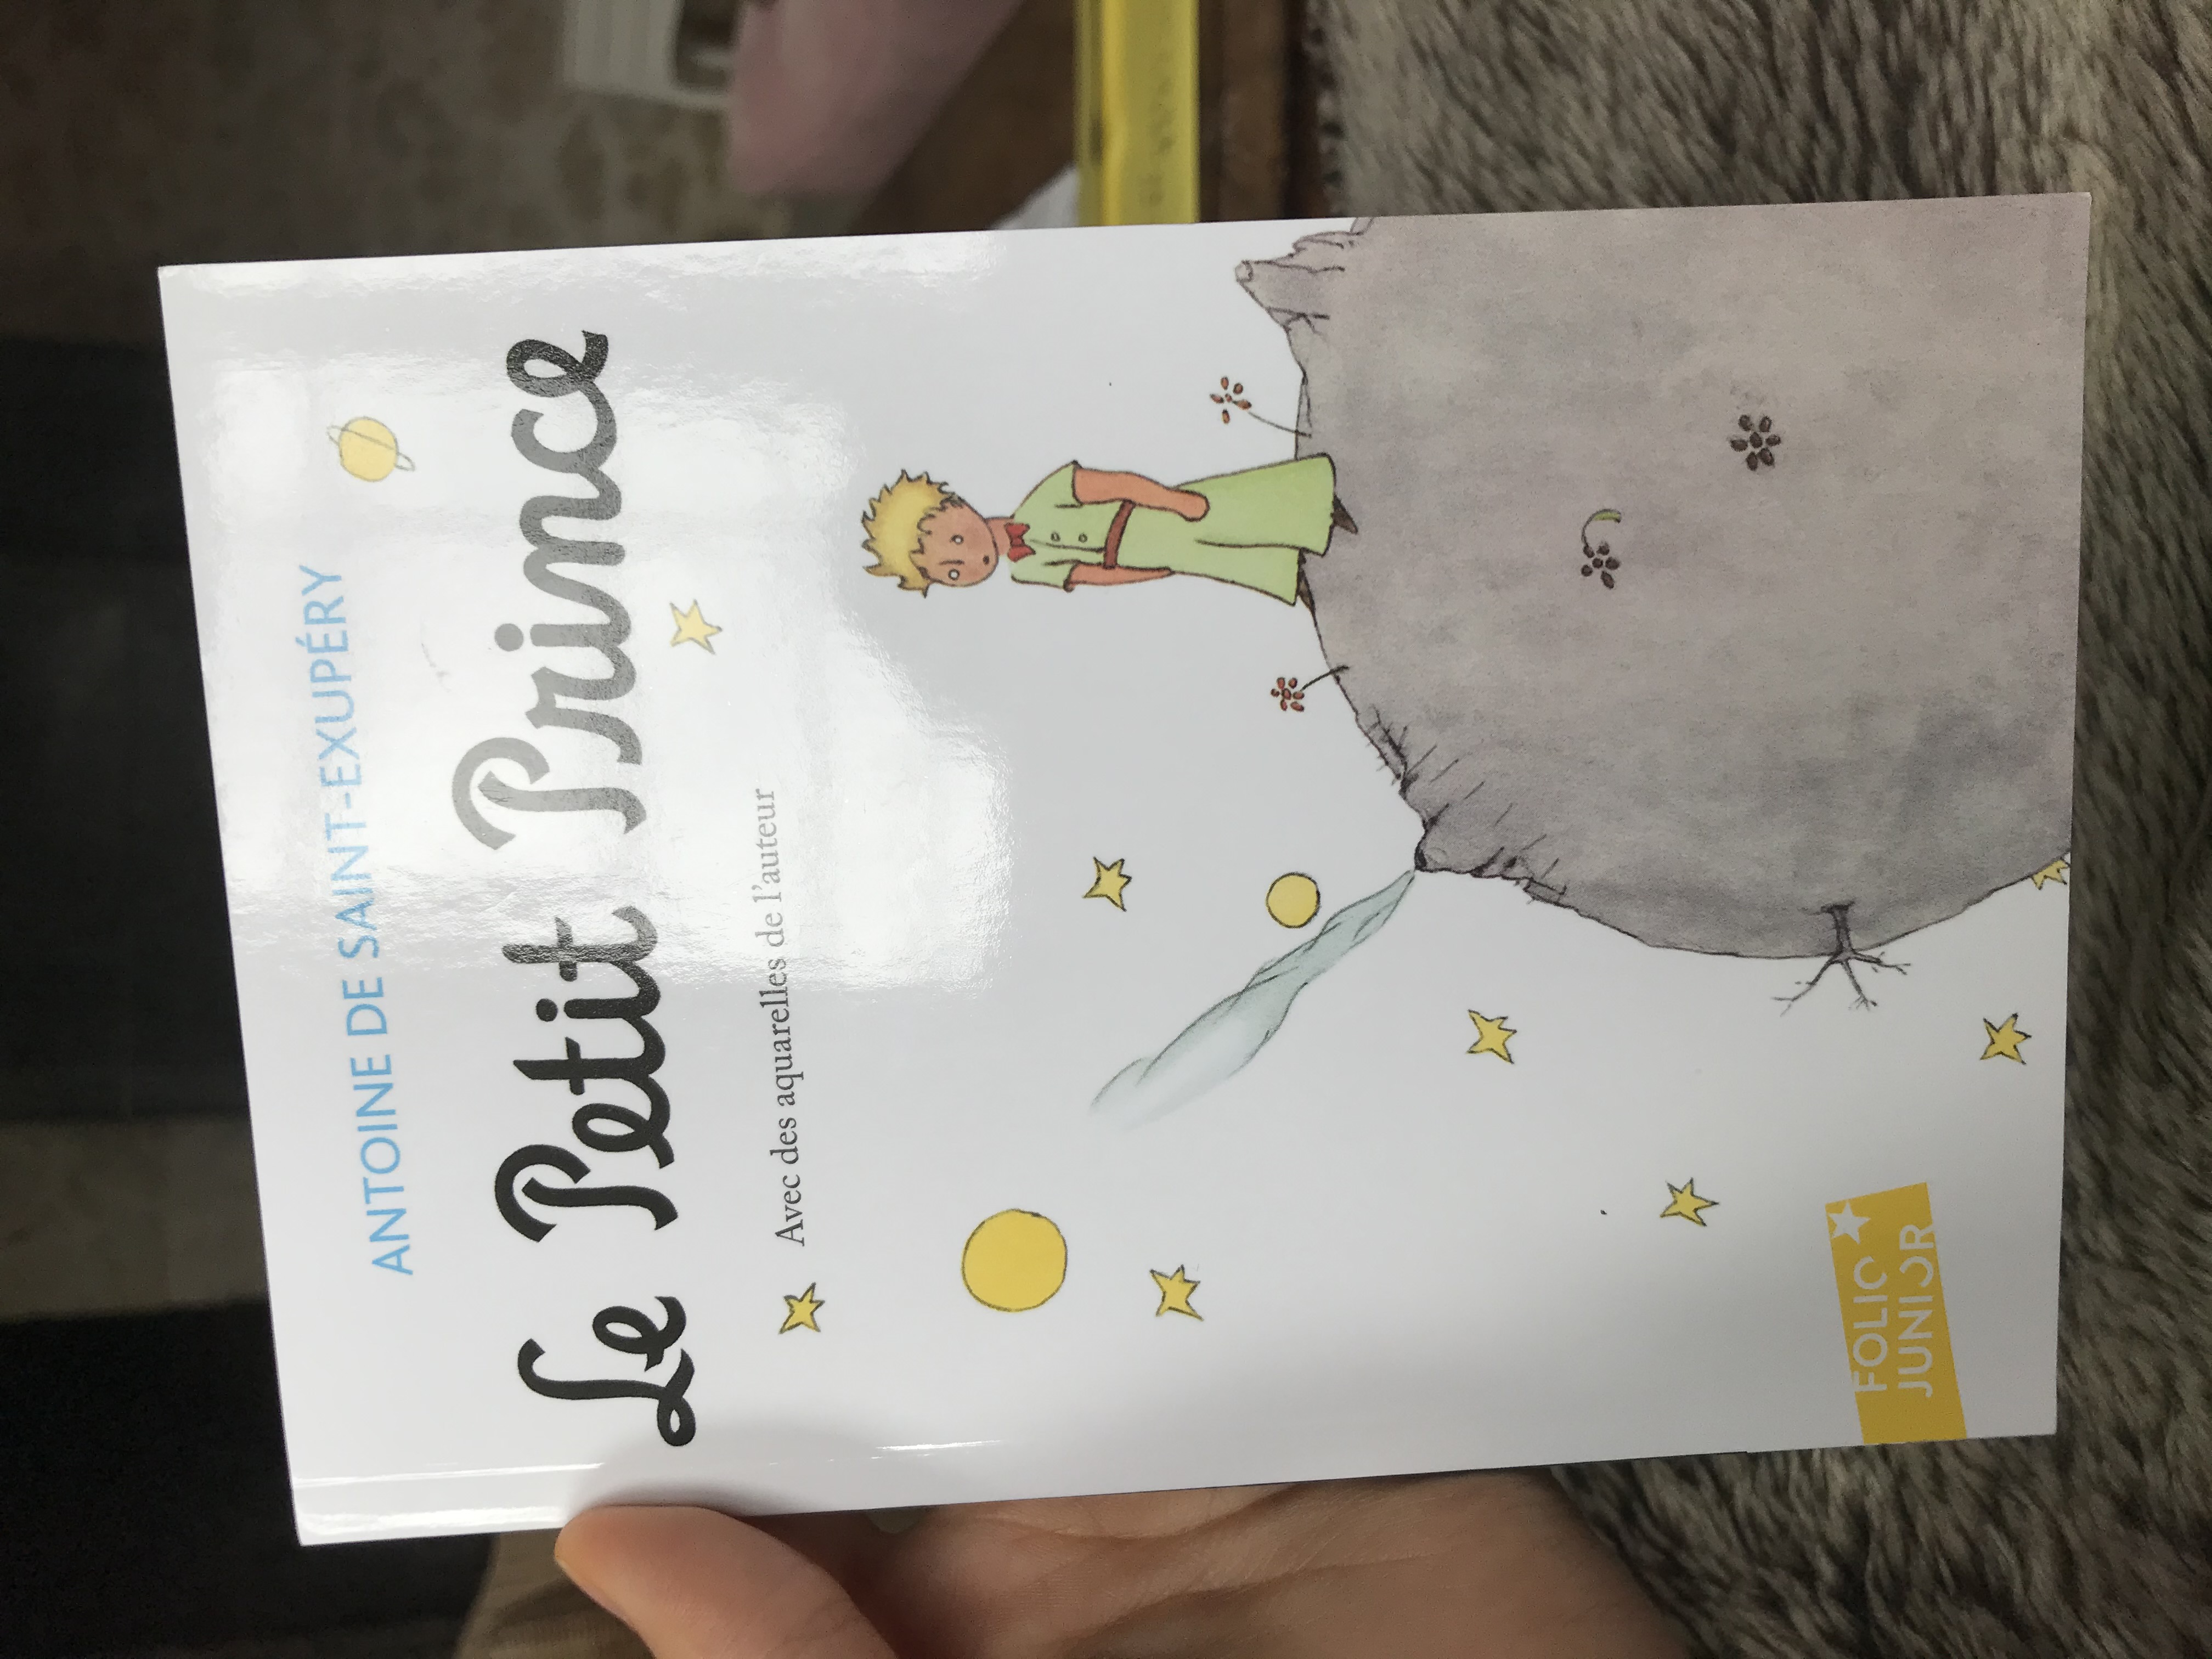 ANTOINE DE SAINT-EXUPÉRY
Le Petit Prince
Avec des aquarelles de l'auteur
FOLIO
JUNIOR